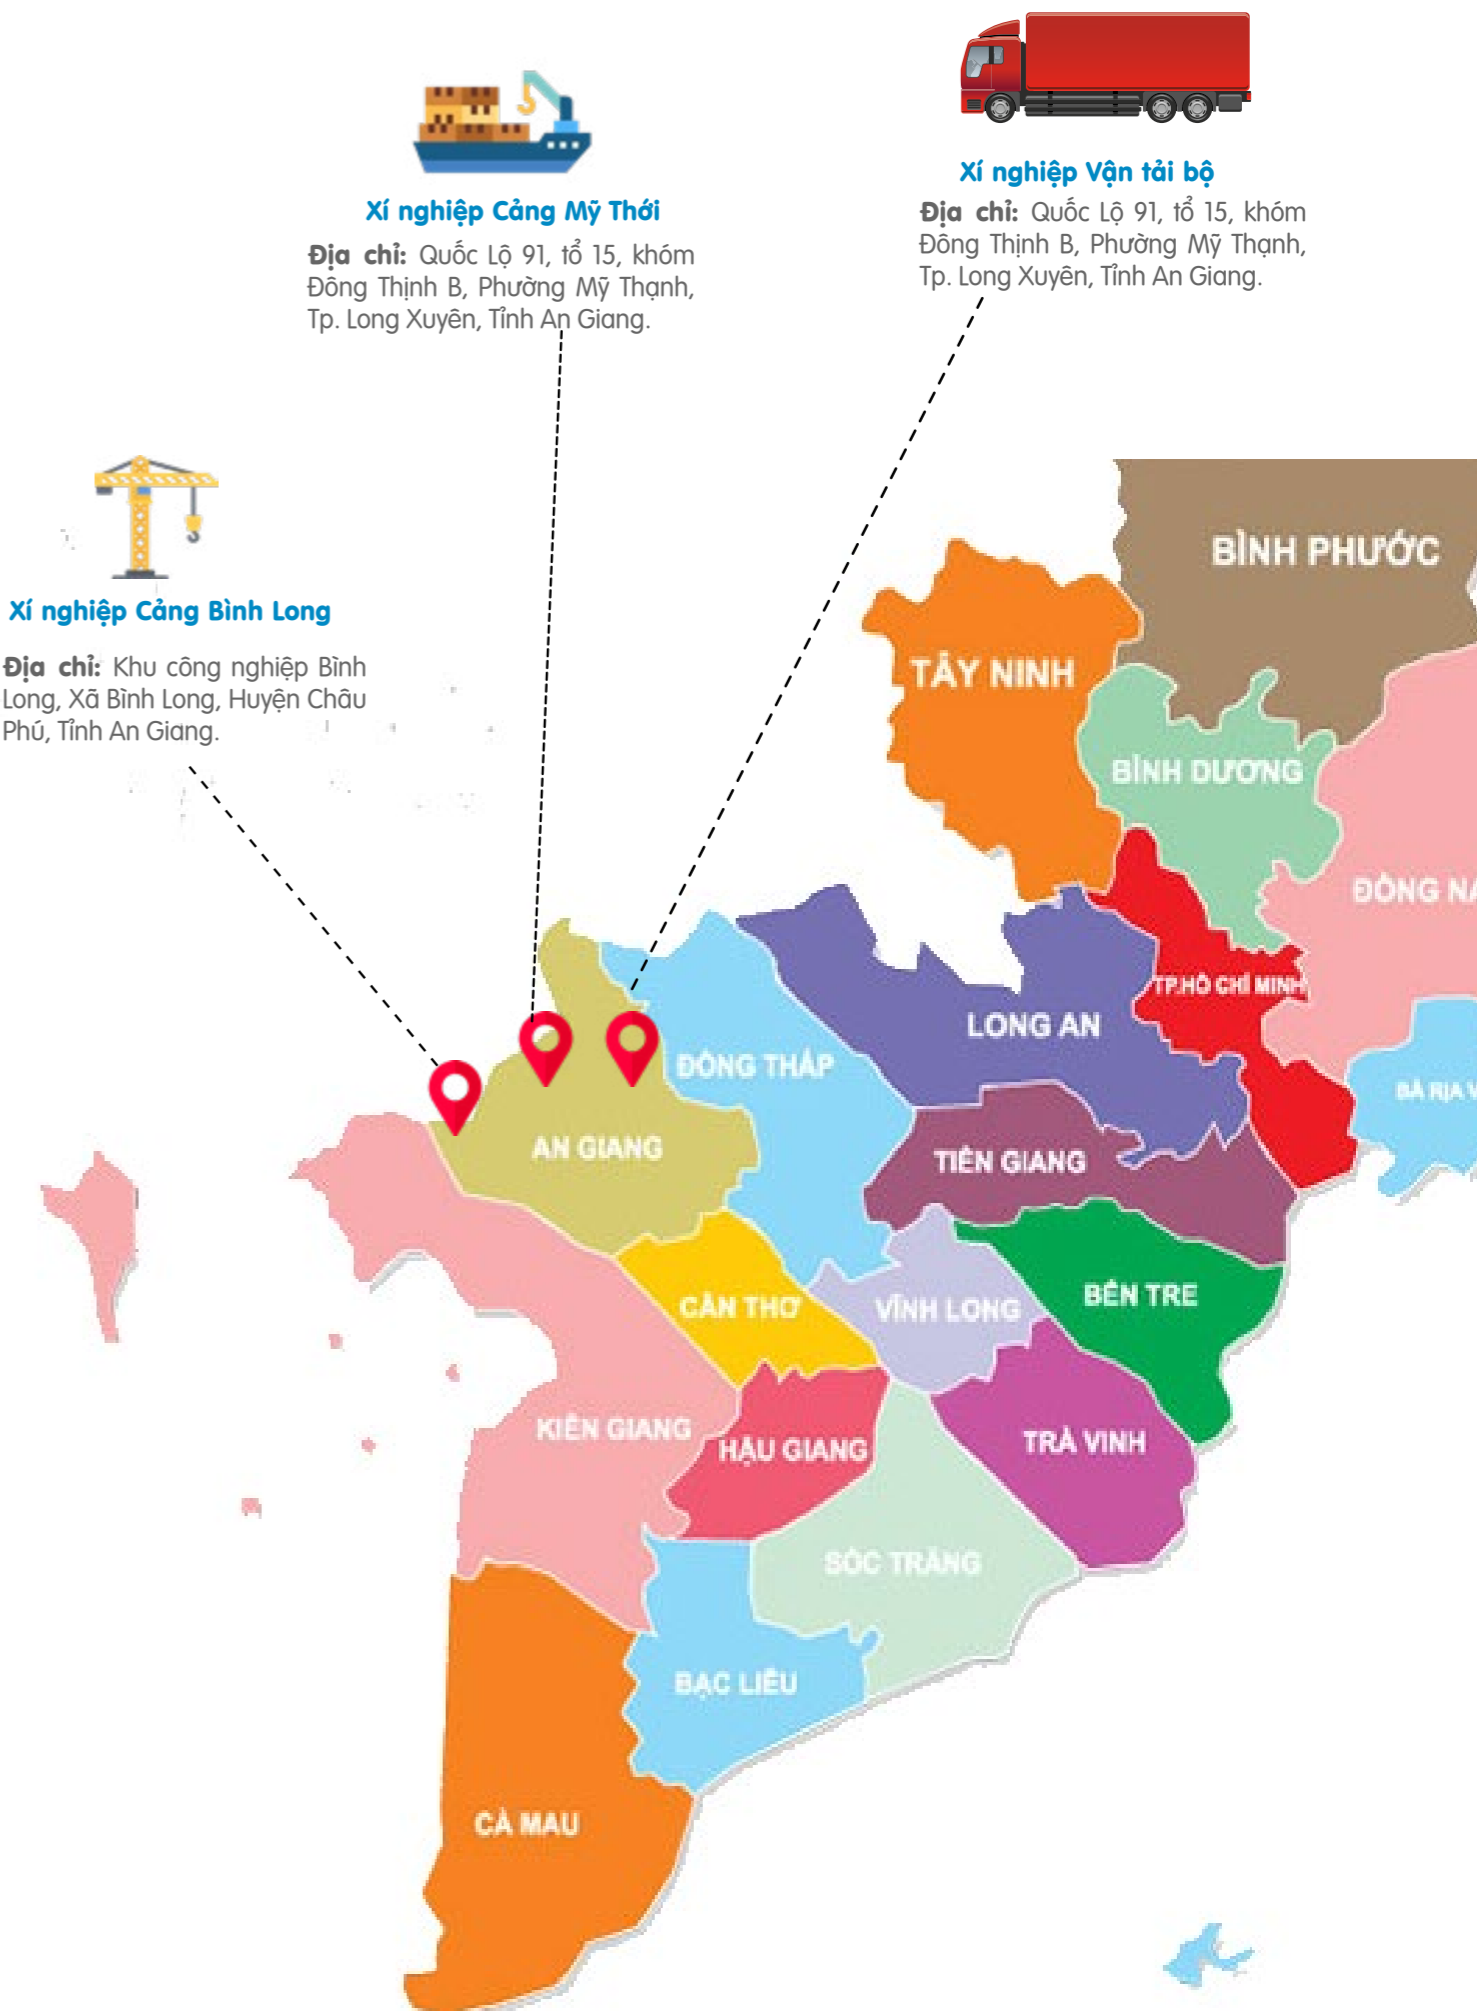 Xí nghiệp Vận tải bộ
Địa chỉ: Quốc Lộ 91, tổ 15, khóm
Đông Thịnh B, Phường Mỹ Thạnh,
Tp. Long Xuyên, Tỉnh An Giang.
Xí nghiệp Cảng Mỹ Thới
Địa chỉ: Quốc Lộ 91, tổ 15, khóm
Đông Thịnh B, Phường Mỹ Thạnh,
Tp. Long Xuyên, Tỉnh An Giang.
Xí nghiệp Cảng Bình Long
Địa chỉ: Khu công nghiệp Bình
Long, Xã Bình Long, Huyện Châu
Phú, Tỉnh An Giang.
BÌNH PHƯỚC
TÂY NINH
BÌNH DƯƠNG
ĐỒNG NA
TP.HỒ CHÍ MINH
LONG AN
ĐỒNG THÁP
BÀ RỊA V
AN GIANG
TIỀN GIANG
BẾN TRE
CẦN THƠ
VĨNH LONG
KIÊN GIANG
HẬU GIANG
TRÀ VINH
SÓC TRĂNG
BẠC LIÊU
CÀ MAU